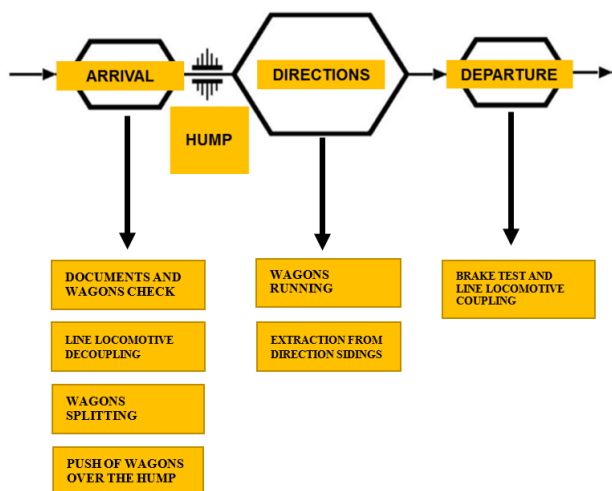 ARRIVAL
DIRECTIONS
DEPARTURE
HUMP
DOCUMENTS AND
WAGONS CHECK
LINE LOCOMOTIVE
DECOUPLING
WAGONS
SPLITTING
PUSH OF WAGONS
OVER THE HUMP
WAGONS
RUNNING
EXTRACTION FROM
DIRECTION SIDINGS
BRAKE TEST AND
LINE LOCOMOTIVE
COUPLING